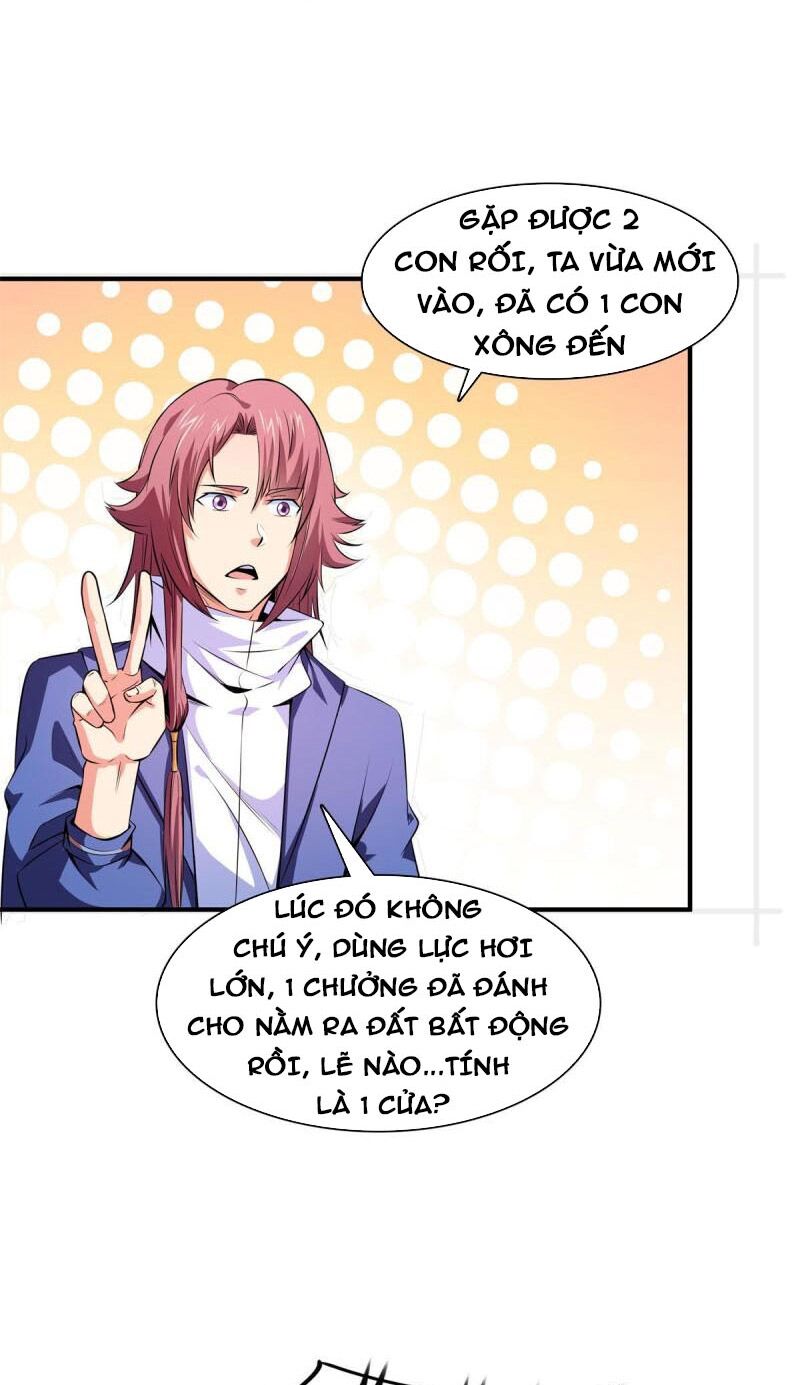 GẶP ĐƯỢC 2
CON RỐI, TA VỪA MỚI
VÀO, ĐÃ CÓ 1 CON
XÔNG ĐẾN
LÚC ĐÓ KHÔNG
CHÚ Ý, DÙNG LỰC HƠI
LỚN, 1 CHƯỞNG ĐÃ ĐÁNH
CHO NẰM RA ĐẤT BẤT ĐỘNG
RỒI, LẼ NÀO...TÍNH
LÀ 1 CỬA?